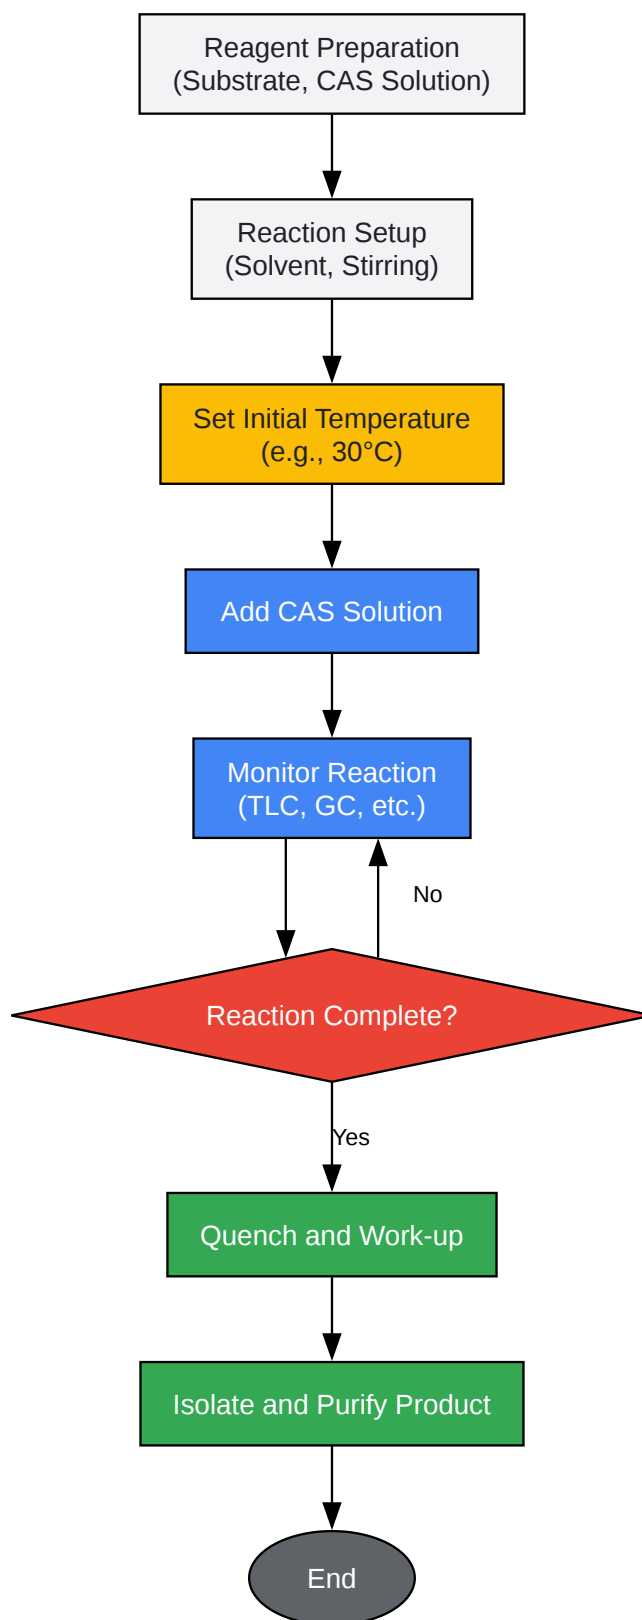 Reagent Preparation
(Substrate, CAS Solution)
Reaction Setup
(Solvent, Stirring)
Set Initial Temperature
(e.g., 30°C)
Add CAS Solution
Monitor Reaction
(TLC, GC, etc.)
No
Reaction Complete?
Yes
Quench and Work-up
Isolate and Purify Product
End